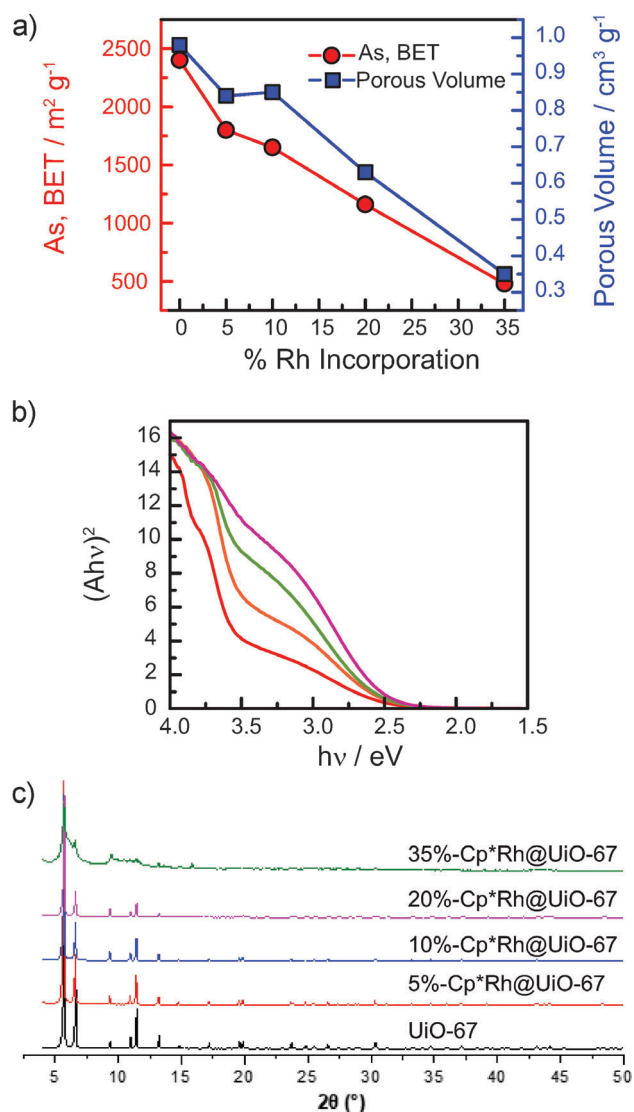 a)
As, BET / m² g⁻¹
2500
2250
1750
1250
500
As, BET
Porous Volume
1.0
0.9
0.8
0.7
0.6
0.5
0.4
0.3
Porous Volume / cm³ g⁻¹
0 5 10 15 20 25 30 35
% Rh Incorporation
b)
(Ahν)²
16
14
12
10
8
6
4
2
0
4.0 3.5 3.0 2.5 2.0 1.5
hν / eV
c)
35%-Cp*Rh@UiO-67
20%-Cp*Rh@UiO-67
10%-Cp*Rh@UiO-67
5%-Cp*Rh@UiO-67
UiO-67
5 10 15 20 25 30 35 40 45 50
2θ (°)